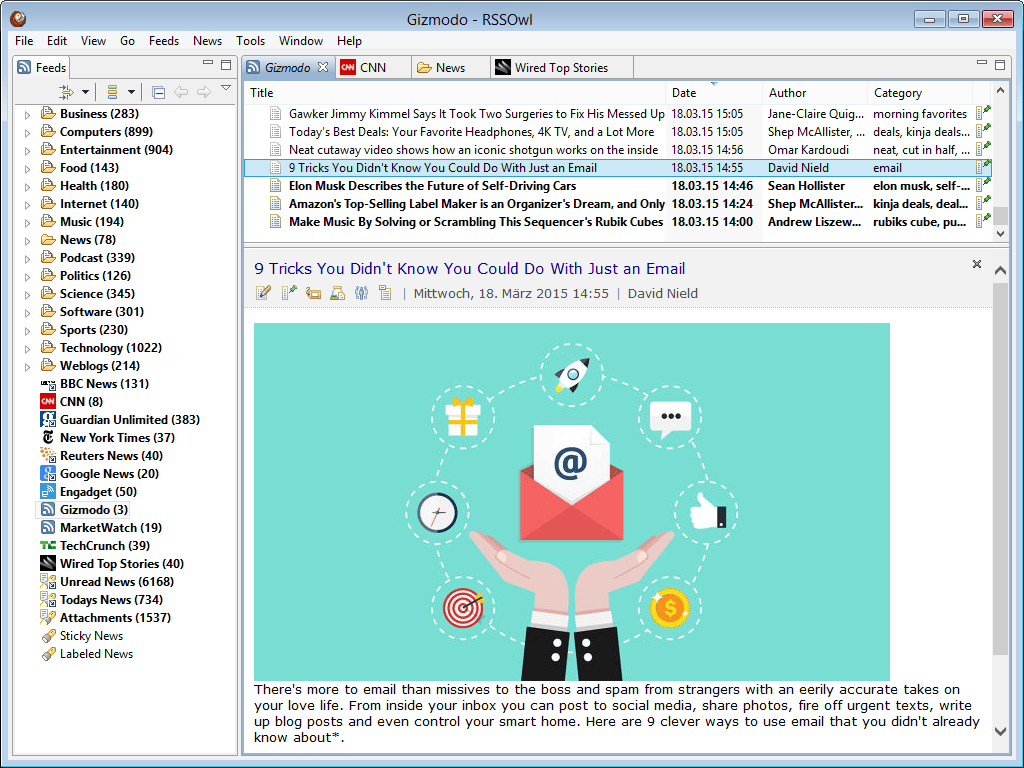 Gizmodo - RSSOwl
File Edit View Go Feeds News Tools Window Help
Feeds
Business (283)
Computers (899)
Entertainment (904)
Food (143)
Health (180)
Internet (140)
Music (194)
News (78)
Podcast (339)
Politics (126)
Science (345)
Software (301)
Sports (230)
Technology (1022)
Weblogs (214)
BBC News (131)
CNN (8)
Guardian Unlimited (383)
New York Times (37)
Reuters News (40)
Google News (20)
Engadget (50)
Gizmodo (3)
MarketWatch (19)
TechCrunch (39)
Wired Top Stories (40)
Unread News (6168)
Todays News (734)
Attachments (1537)
Sticky News
Labeled News
Gizmodo CNN CNN News Wired Top Stories
Title Date Author Category
Gawker Jimmy Kimmel Says It Took Two Surgeries to Fix His Messed Up 18.03.15 15:05 Jane-Claire Quig... morning favorites
Today's Best Deals: Your Favorite Headphones, 4K TV, and a Lot More 18.03.15 15:05 Shep McAllister, ... deals, kinja deals...
Neat cutaway video shows how an iconic shotgun works on the inside 18.03.15 14:56 Omar Kardoudi neat, cut in half, ...
9 Tricks You Didn't Know You Could Do With Just an Email 18.03.15 14:55 David Nield email
Elon Musk Describes the Future of Self-Driving Cars 18.03.15 14:46 Sean Hollister elon musk, self-...
Amazon's Top-Selling Label Maker is an Organizer's Dream, and Only 18.03.15 14:24 Shep McAllister... kinja deals, deal...
Make Music By Solving or Scrambling This Sequencer's Rubik Cubes 18.03.15 14:00 Andrew Liszew... rubiks cube, pu...
9 Tricks You Didn't Know You Could Do With Just an Email
| Mittwoch, 18. März 2015 14:55 | David Nield
@
$
There's more to email than missives to the boss and spam from strangers with an eerily accurate takes on
your love life. From inside your inbox you can post to social media, share photos, fire off urgent texts, write
up blog posts and even control your smart home. Here are 9 clever ways to use email that you didn't already
know about*.